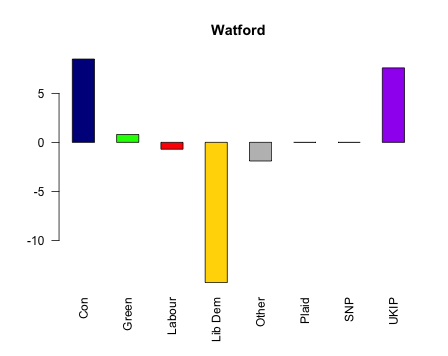 Watford
5
0
-5
-10
Con
Green
Labour
Lib Dem
Other
Plaid
SNP
UKIP